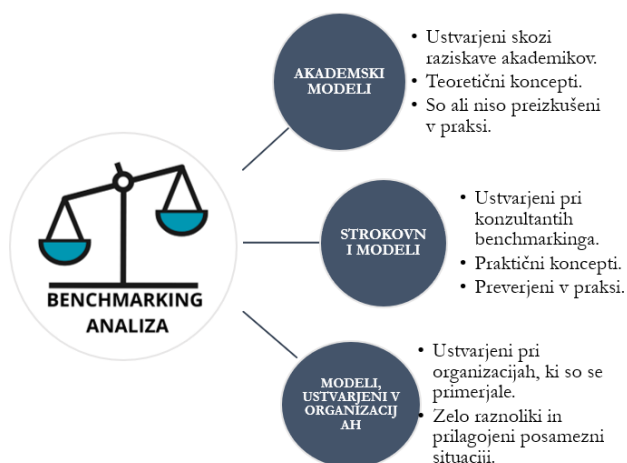 AKADEMSKI
MODELI
• Ustvarjeni skozi
raziskave akademikov.
• Teoretični koncepti.
• So ali niso preizkušeni
v praksi.
BENCHMARKING
ANALIZA
STROKOVN
I MODELI
• Ustvarjeni pri
konzultantih
benchmarkinga.
• Praktični koncepti.
• Preverjeni v praksi.
MODELI,
USTVARJENI V
ORGANIZACIJ
AH
• Ustvarjeni pri
organizacijah, ki so se
primerjale.
• Zelo raznoliki in
prilagojeni posamezni
situaciji.